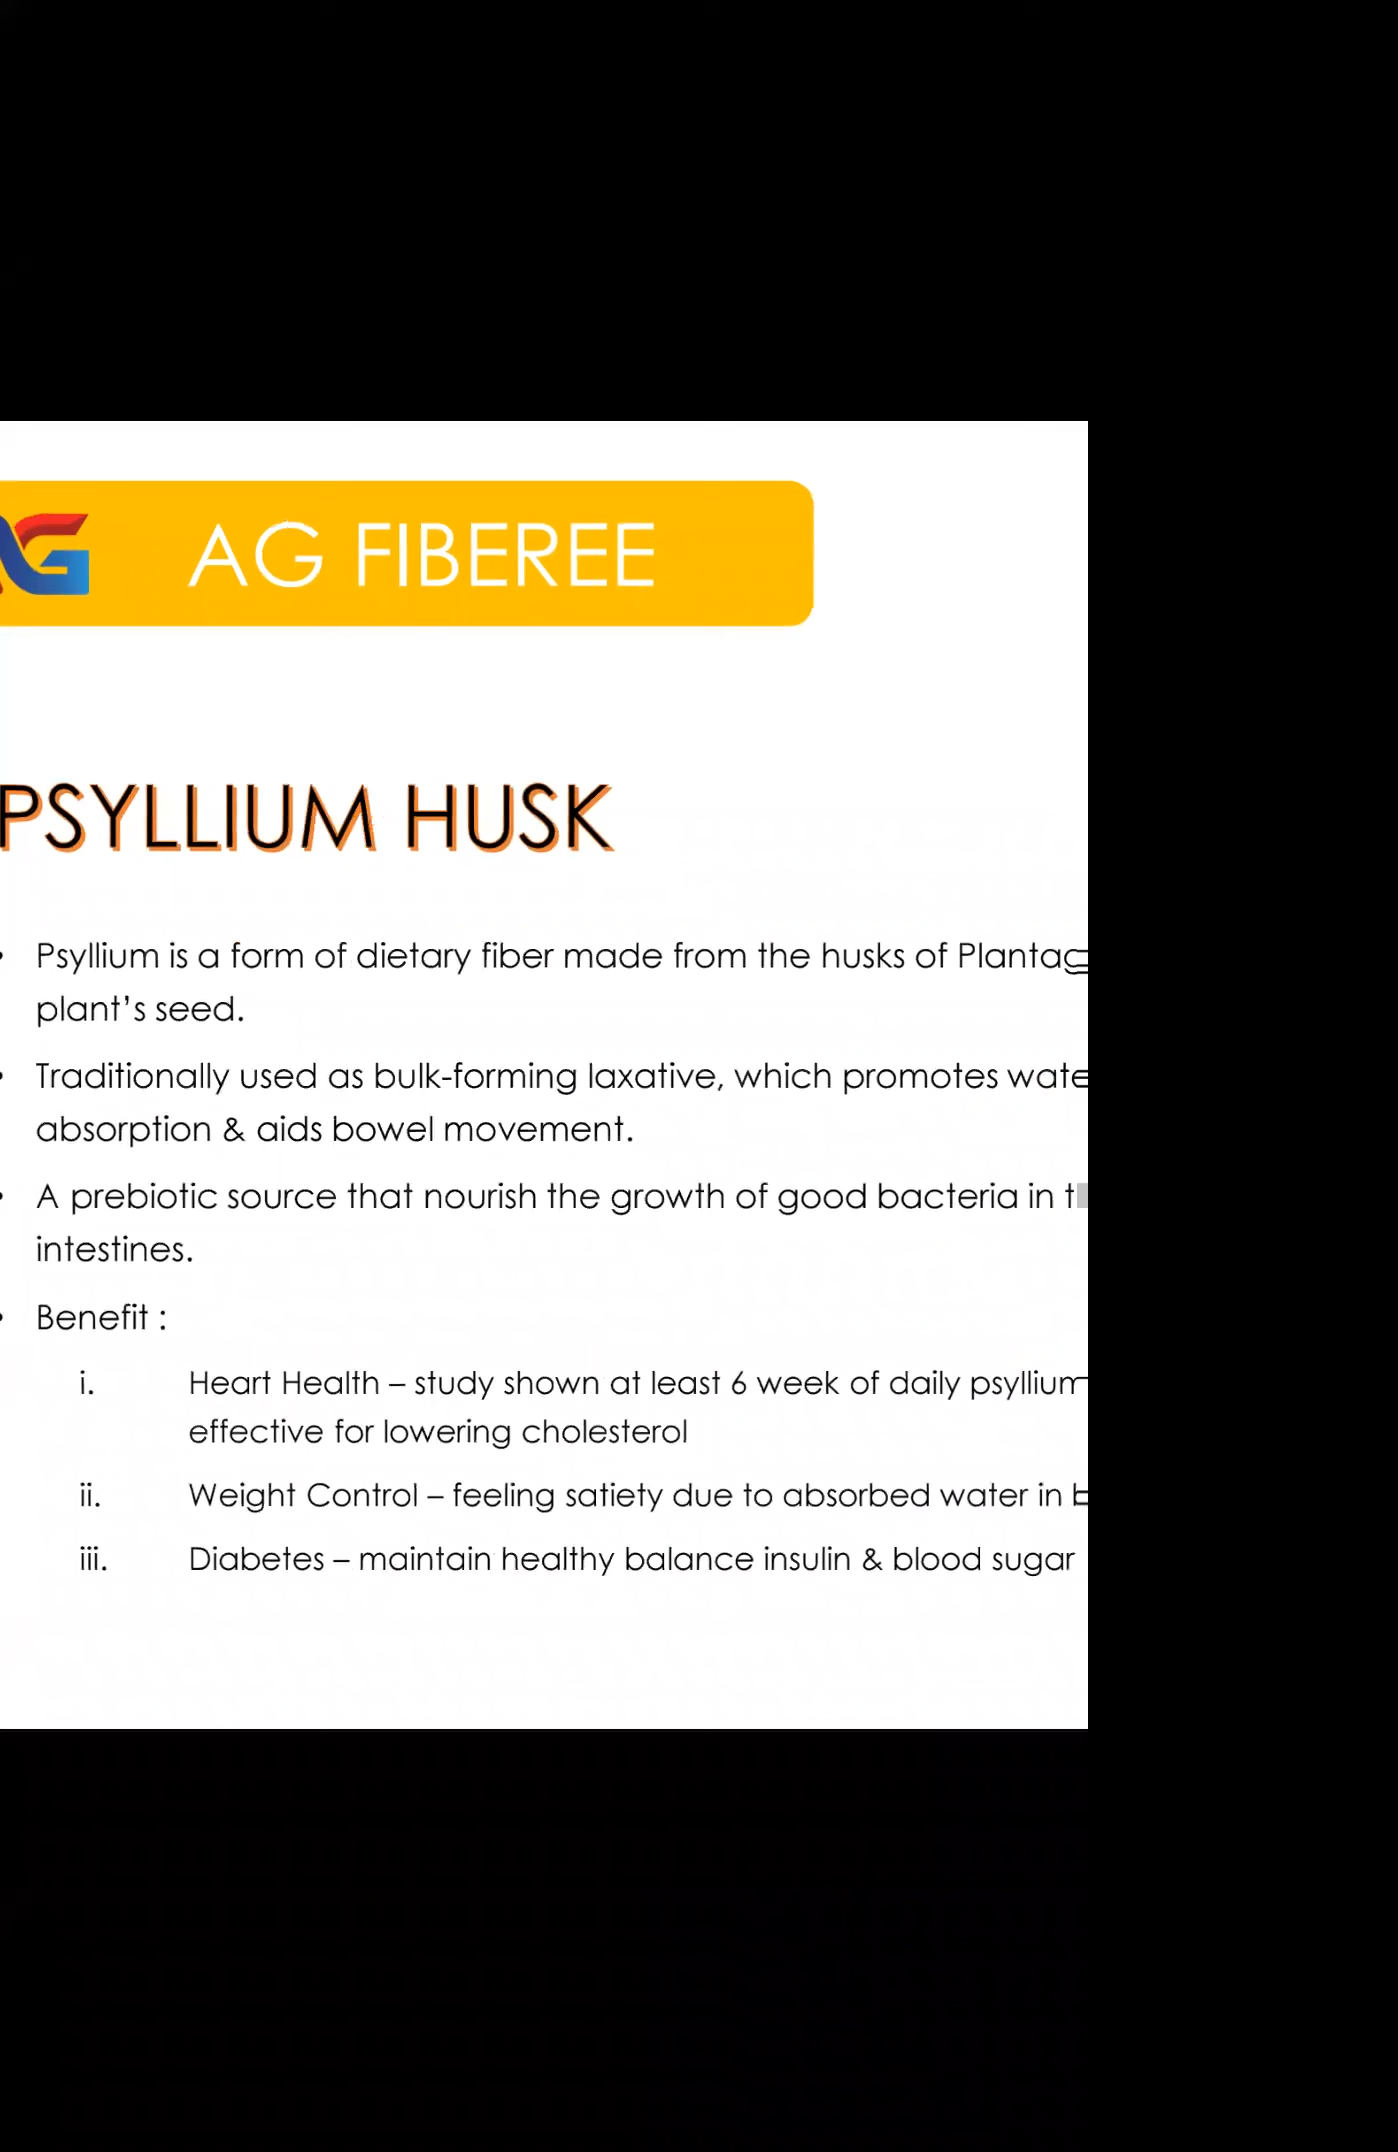 AG FIBEREE
PSYLLIUM HUSK
• Psyllium is a form of dietary fiber made from the husks of
plant's seed.
• Traditionally used as bulk-forming laxative, which promotes
absorption & aids bowel movement.
• A prebiotic source that nourish the growth of good bacteria in
intestines.
• Benefit :
i. Heart Health – study shown at least 6 week of daily psyllium
effective for lowering cholesterol
ii. Weight Control – feeling satiety due to absorbed water in
iii. Diabetes – maintain healthy balance insulin & blood sugar